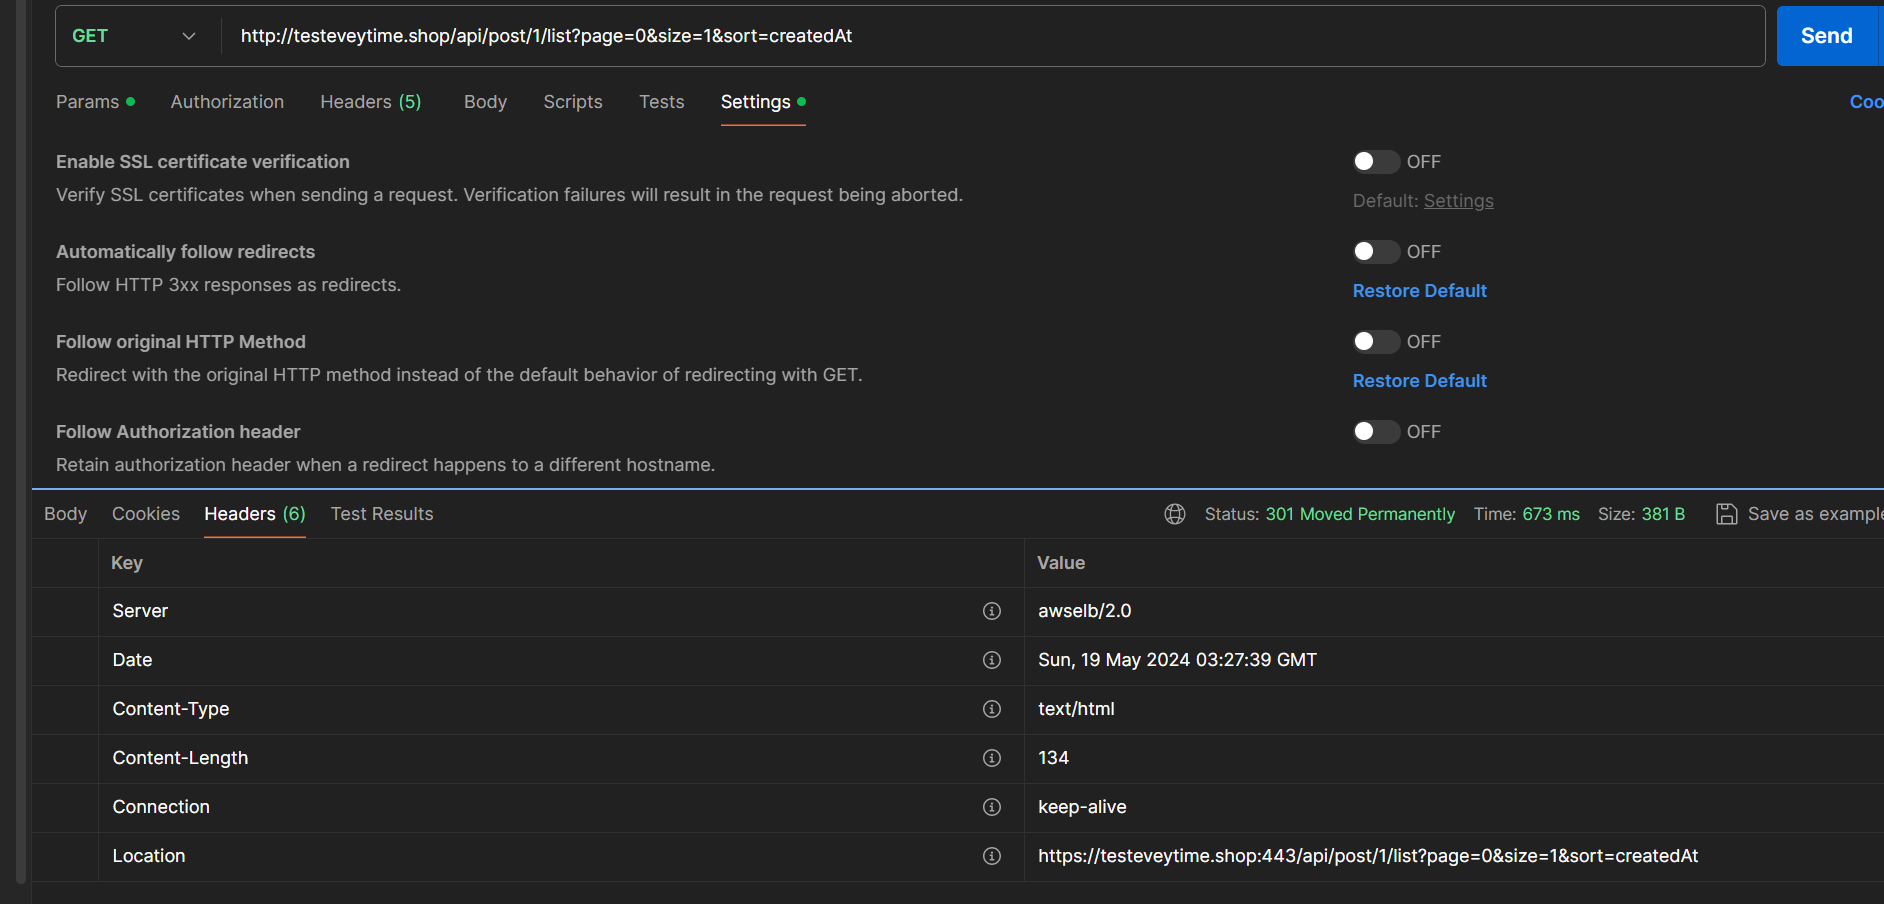 GET http://testeveytime.shop/api/post/1/list?page=0&size=1&sort=createdAt Send
Params Authorization Headers (5) Body Scripts Tests Settings Coo
Enable SSL certificate verification OFF
Verify SSL certificates when sending a request. Verification failures will result in the request being aborted.
Default: Settings
Automatically follow redirects OFF
Follow HTTP 3xx responses as redirects.
Restore Default
Follow original HTTP Method OFF
Redirect with the original HTTP method instead of the default behavior of redirecting with GET.
Restore Default
Follow Authorization header OFF
Retain authorization header when a redirect happens to a different hostname.
Body Cookies Headers (6) Test Results Status: 301 Moved Permanently Time: 673 ms Size: 381 B Save as example
Key Value
Server awselb/2.0
Date Sun, 19 May 2024 03:27:39 GMT
Content-Type text/html
Content-Length 134
Connection keep-alive
Location https://testeveytime.shop:443/api/post/1/list?page=0&size=1&sort=createdAt